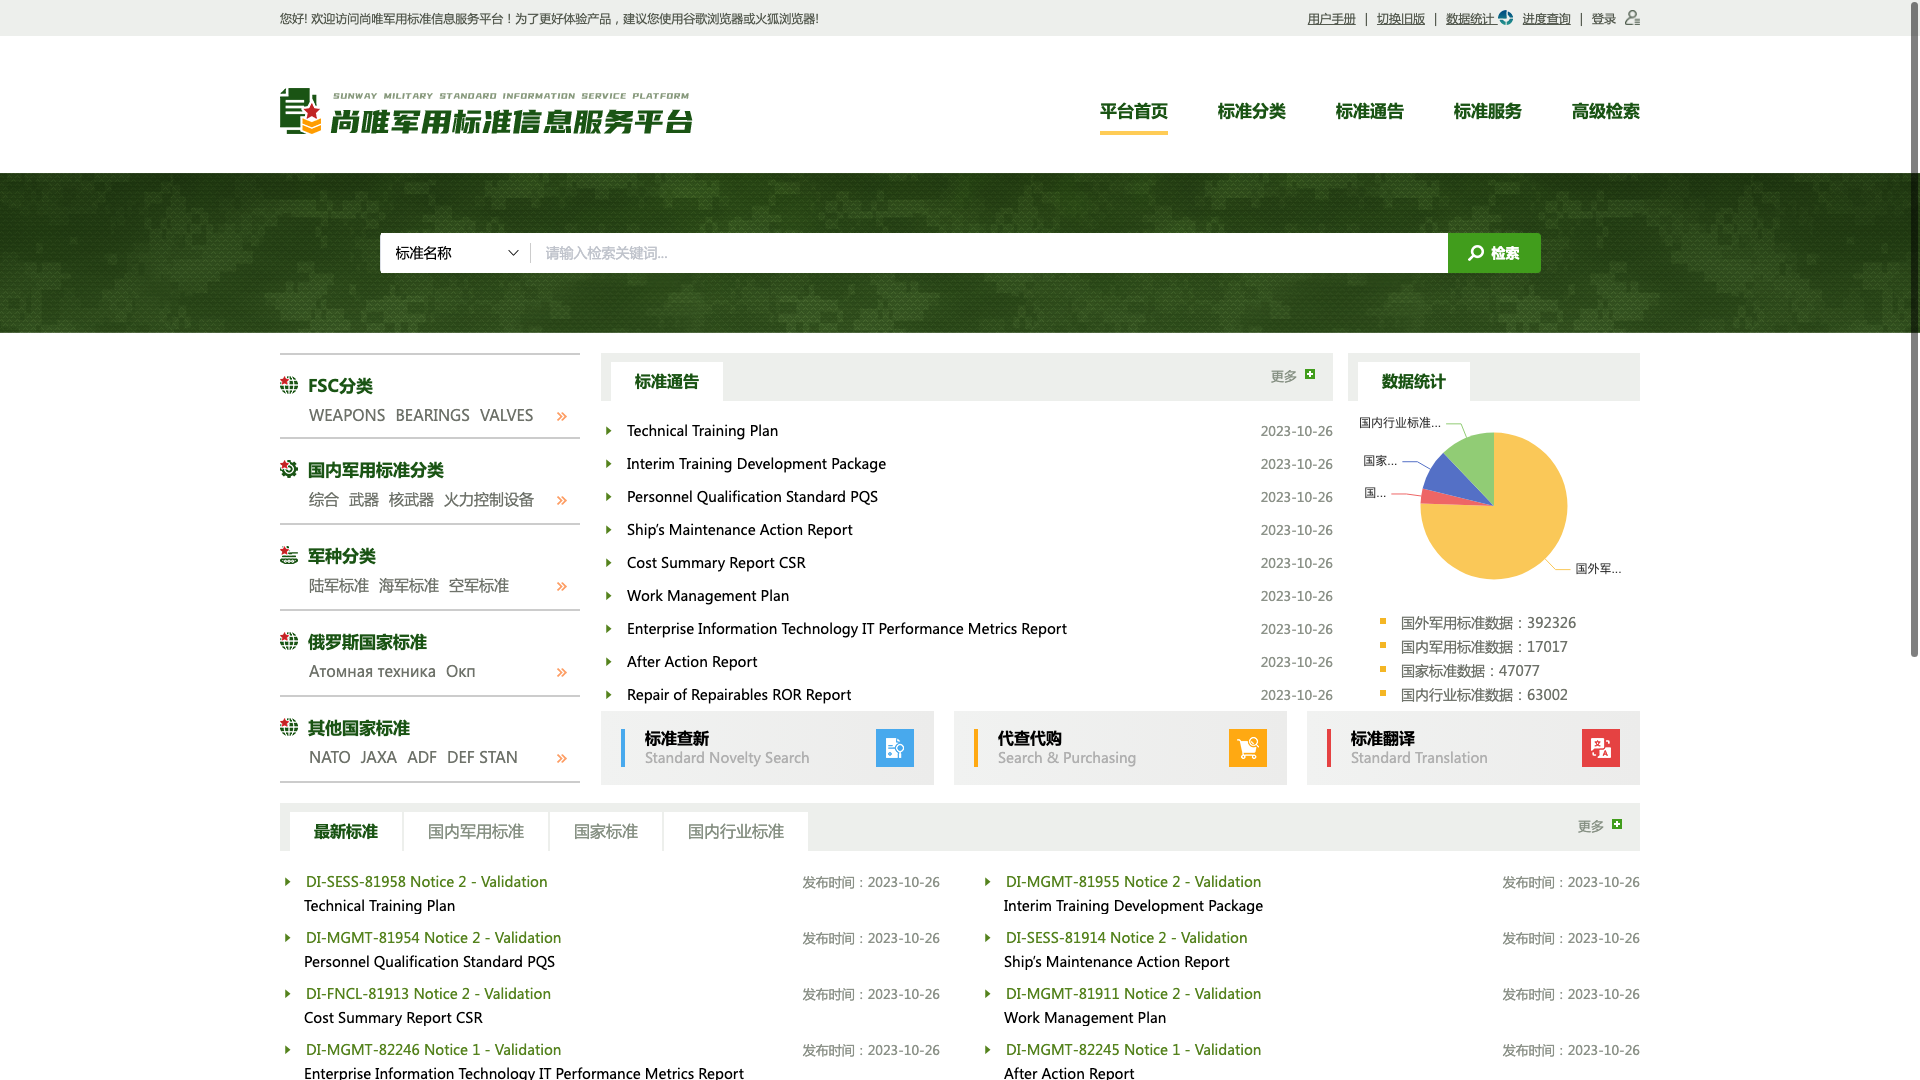 您好! 欢迎访问尚唯军用标准信息服务平台！为了更好体验产品，建议您使用谷歌浏览器或火狐浏览器!
用户手册 | 切换旧版 | 数据统计 进度查询 | 登录
SUNWAY MILITARY STANDARD INFORMATION SERVICE PLATFORM
尚唯军用标准信息服务平台
平台首页 标准分类 标准通告 标准服务 高级检索
标准名称 请输入检索关键词... 检索
FSC分类
WEAPONS BEARINGS VALVES
国内军用标准分类
综合 武器 核武器 火力控制设备
军种分类
陆军标准 海军标准 空军标准
俄罗斯国家标准
Атомная техника Окп
其他国家标准
NATO JAXA ADF DEF STAN
标准通告 更多
Technical Training Plan 2023-10-26
Interim Training Development Package 2023-10-26
Personnel Qualification Standard PQS 2023-10-26
Ship’s Maintenance Action Report 2023-10-26
Cost Summary Report CSR 2023-10-26
Work Management Plan 2023-10-26
Enterprise Information Technology IT Performance Metrics Report 2023-10-26
After Action Report 2023-10-26
Repair of Repairables ROR Report 2023-10-26
数据统计
国内行业标准...
国家...
国...
国外军...
国外军用标准数据：392326
国内军用标准数据：17017
国家标准数据：47077
国内行业标准数据：63002
标准查新
Standard Novelty Search
代查代购
Search & Purchasing
标准翻译
Standard Translation
最新标准 国内军用标准 国家标准 国内行业标准 更多
DI-SESS-81958 Notice 2 - Validation 发布时间：2023-10-26
Technical Training Plan
DI-MGMT-81955 Notice 2 - Validation 发布时间：2023-10-26
Interim Training Development Package
DI-MGMT-81954 Notice 2 - Validation 发布时间：2023-10-26
Personnel Qualification Standard PQS
DI-SESS-81914 Notice 2 - Validation 发布时间：2023-10-26
Ship’s Maintenance Action Report
DI-FNCL-81913 Notice 2 - Validation 发布时间：2023-10-26
Cost Summary Report CSR
DI-MGMT-81911 Notice 2 - Validation 发布时间：2023-10-26
Work Management Plan
DI-MGMT-82246 Notice 1 - Validation 发布时间：2023-10-26
Enterprise Information Technology IT Performance Metrics Report
DI-MGMT-82245 Notice 1 - Validation 发布时间：2023-10-26
After Action Report